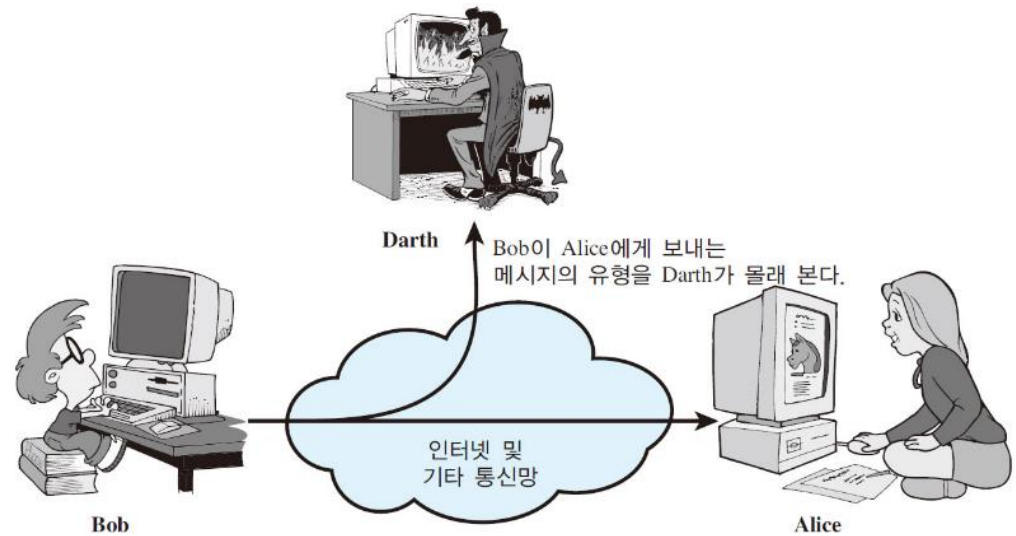 Darth
Bob이 Alice에게 보내는
메시지의 유형을 Darth가 몰래 본다.
인터넷 및
기타 통신망
Bob
Alice